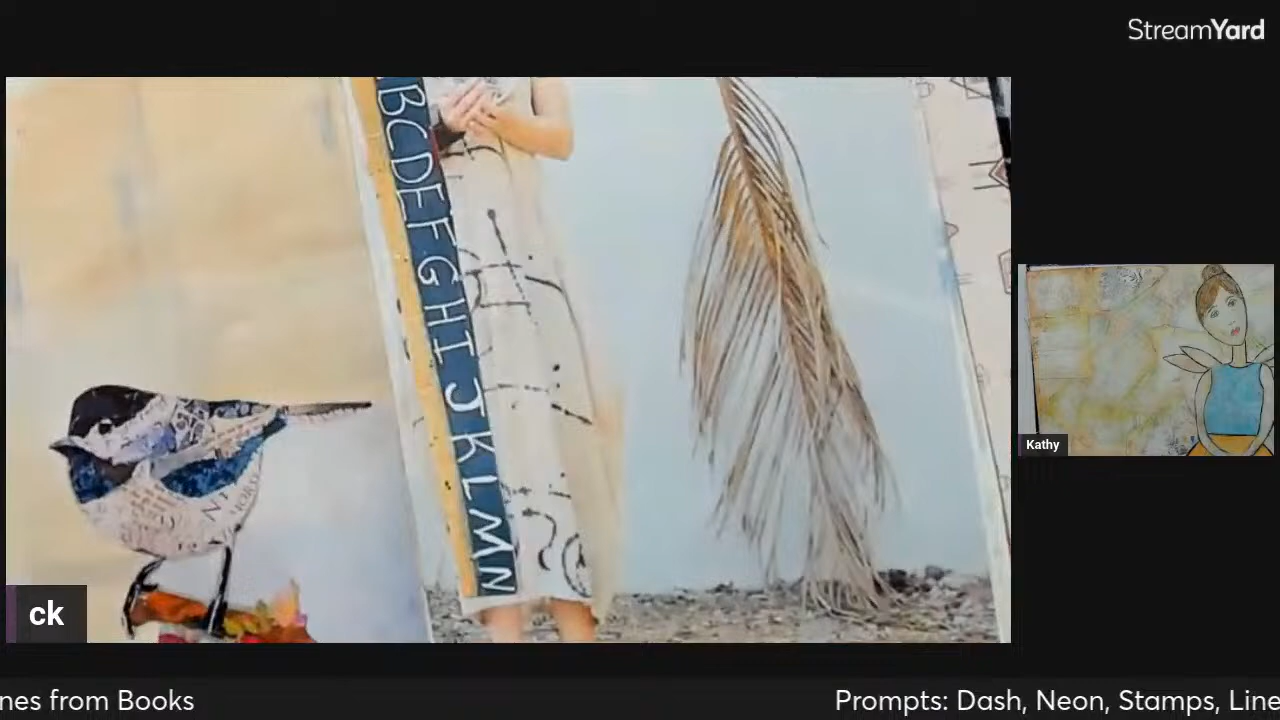 StreamYard
BCDEFGHIJKLMN
Kathy
ck
nes from Books
Prompts: Dash, Neon, Stamps, Line